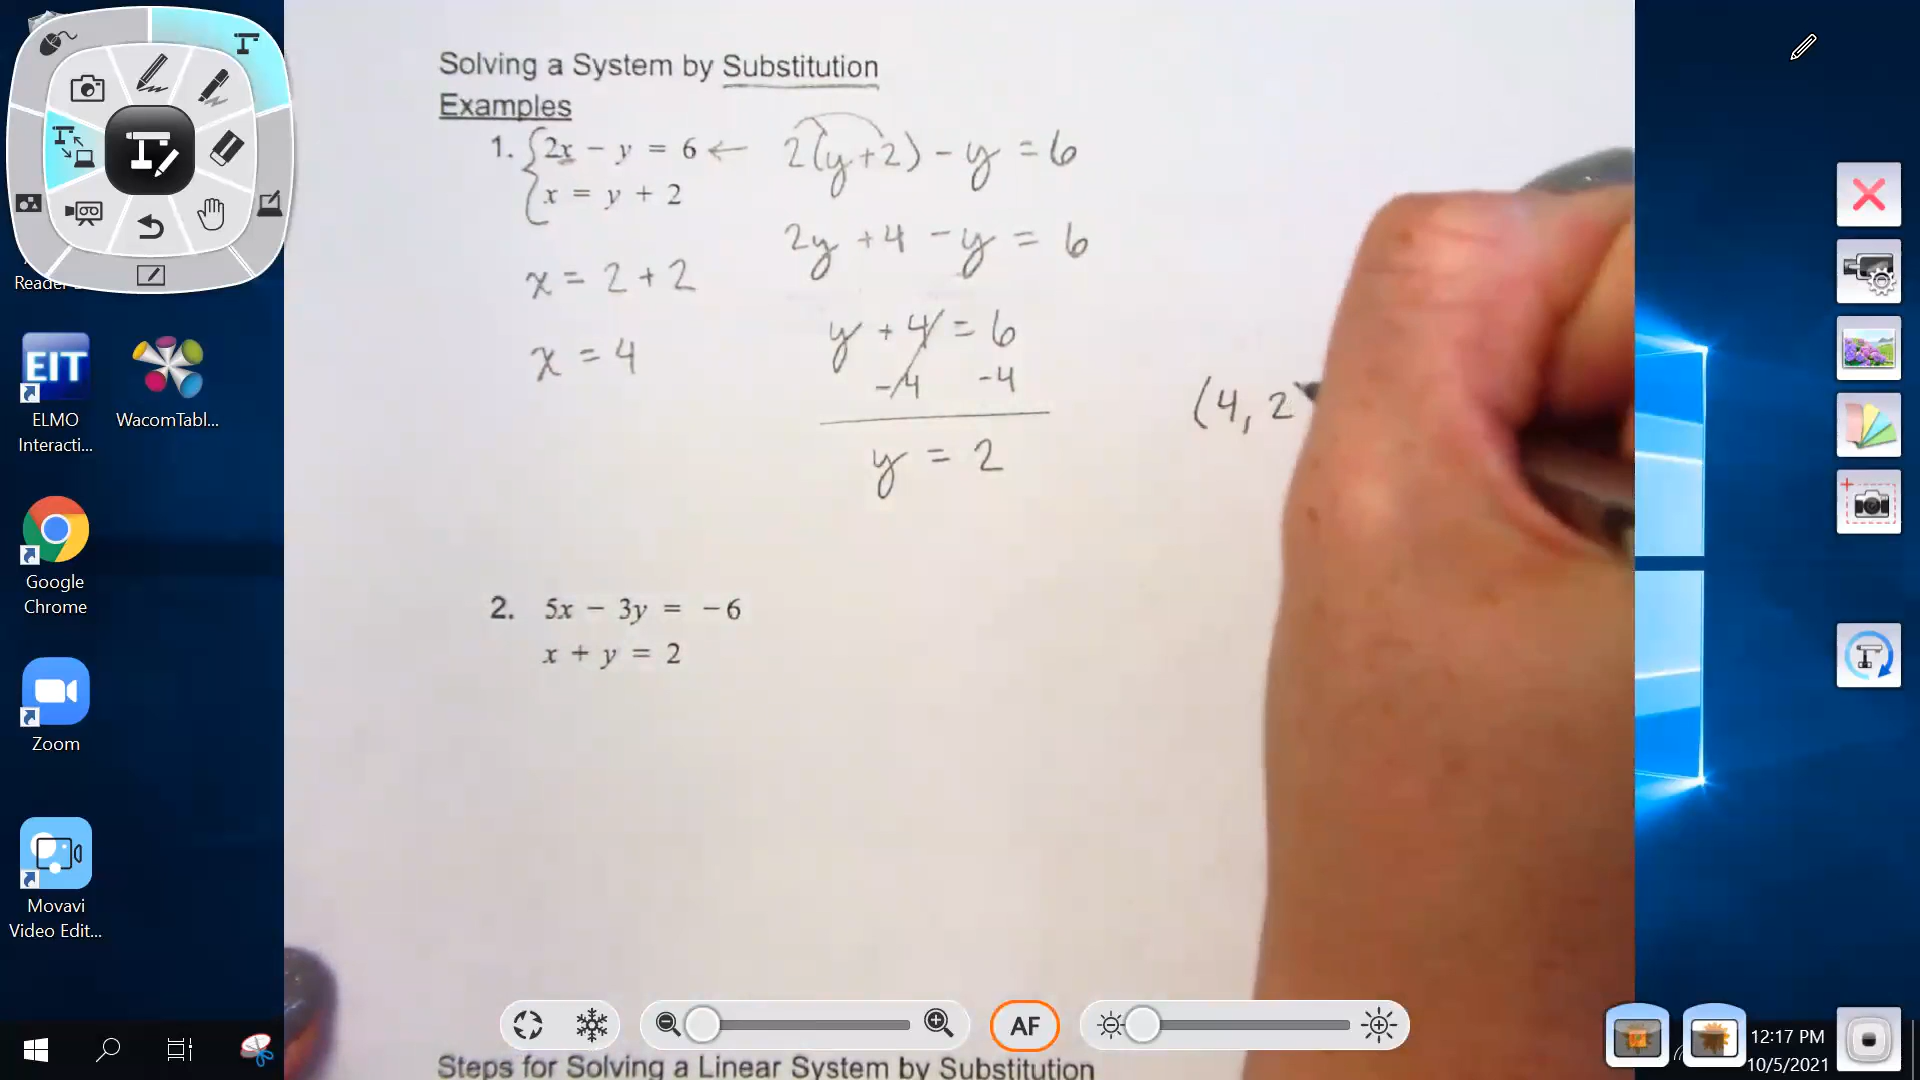 Solving a System by Substitution
Examples
1. 2x − y = 6 ← 2(y+2) − y = 6
x = y + 2
2y + 4 − y = 6
x = 2 + 2
y + 4 = 6
x = 4
−4 −4
(4, 2
y = 2
2. 5x − 3y = −6
x + y = 2
Steps for Solving a Linear System by Substitution
Reader
EIT
ELMO
Interacti...
WacomTabl...
Google
Chrome
Zoom
Movavi
Video Edit...
AF
12:17 PM
10/5/2021